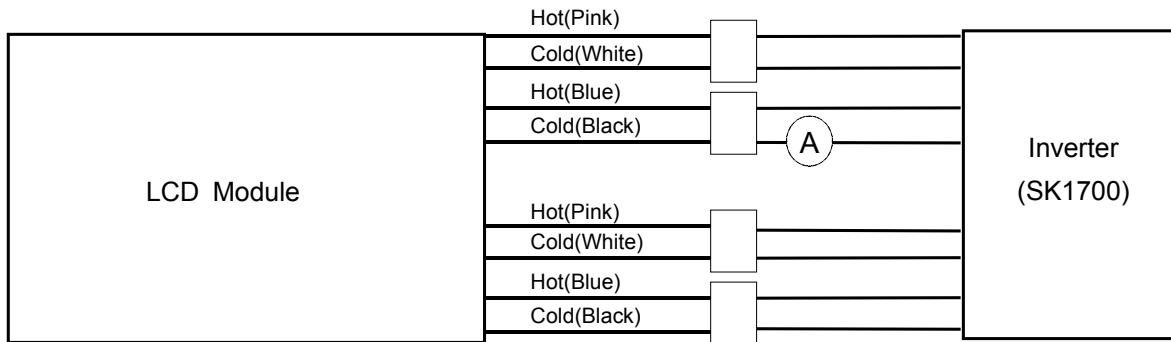 Hot(Pink)
Cold(White)
Hot(Blue)
Cold(Black)
A
LCD Module
Inverter
(SK1700)
Hot(Pink)
Cold(White)
Hot(Blue)
Cold(Black)